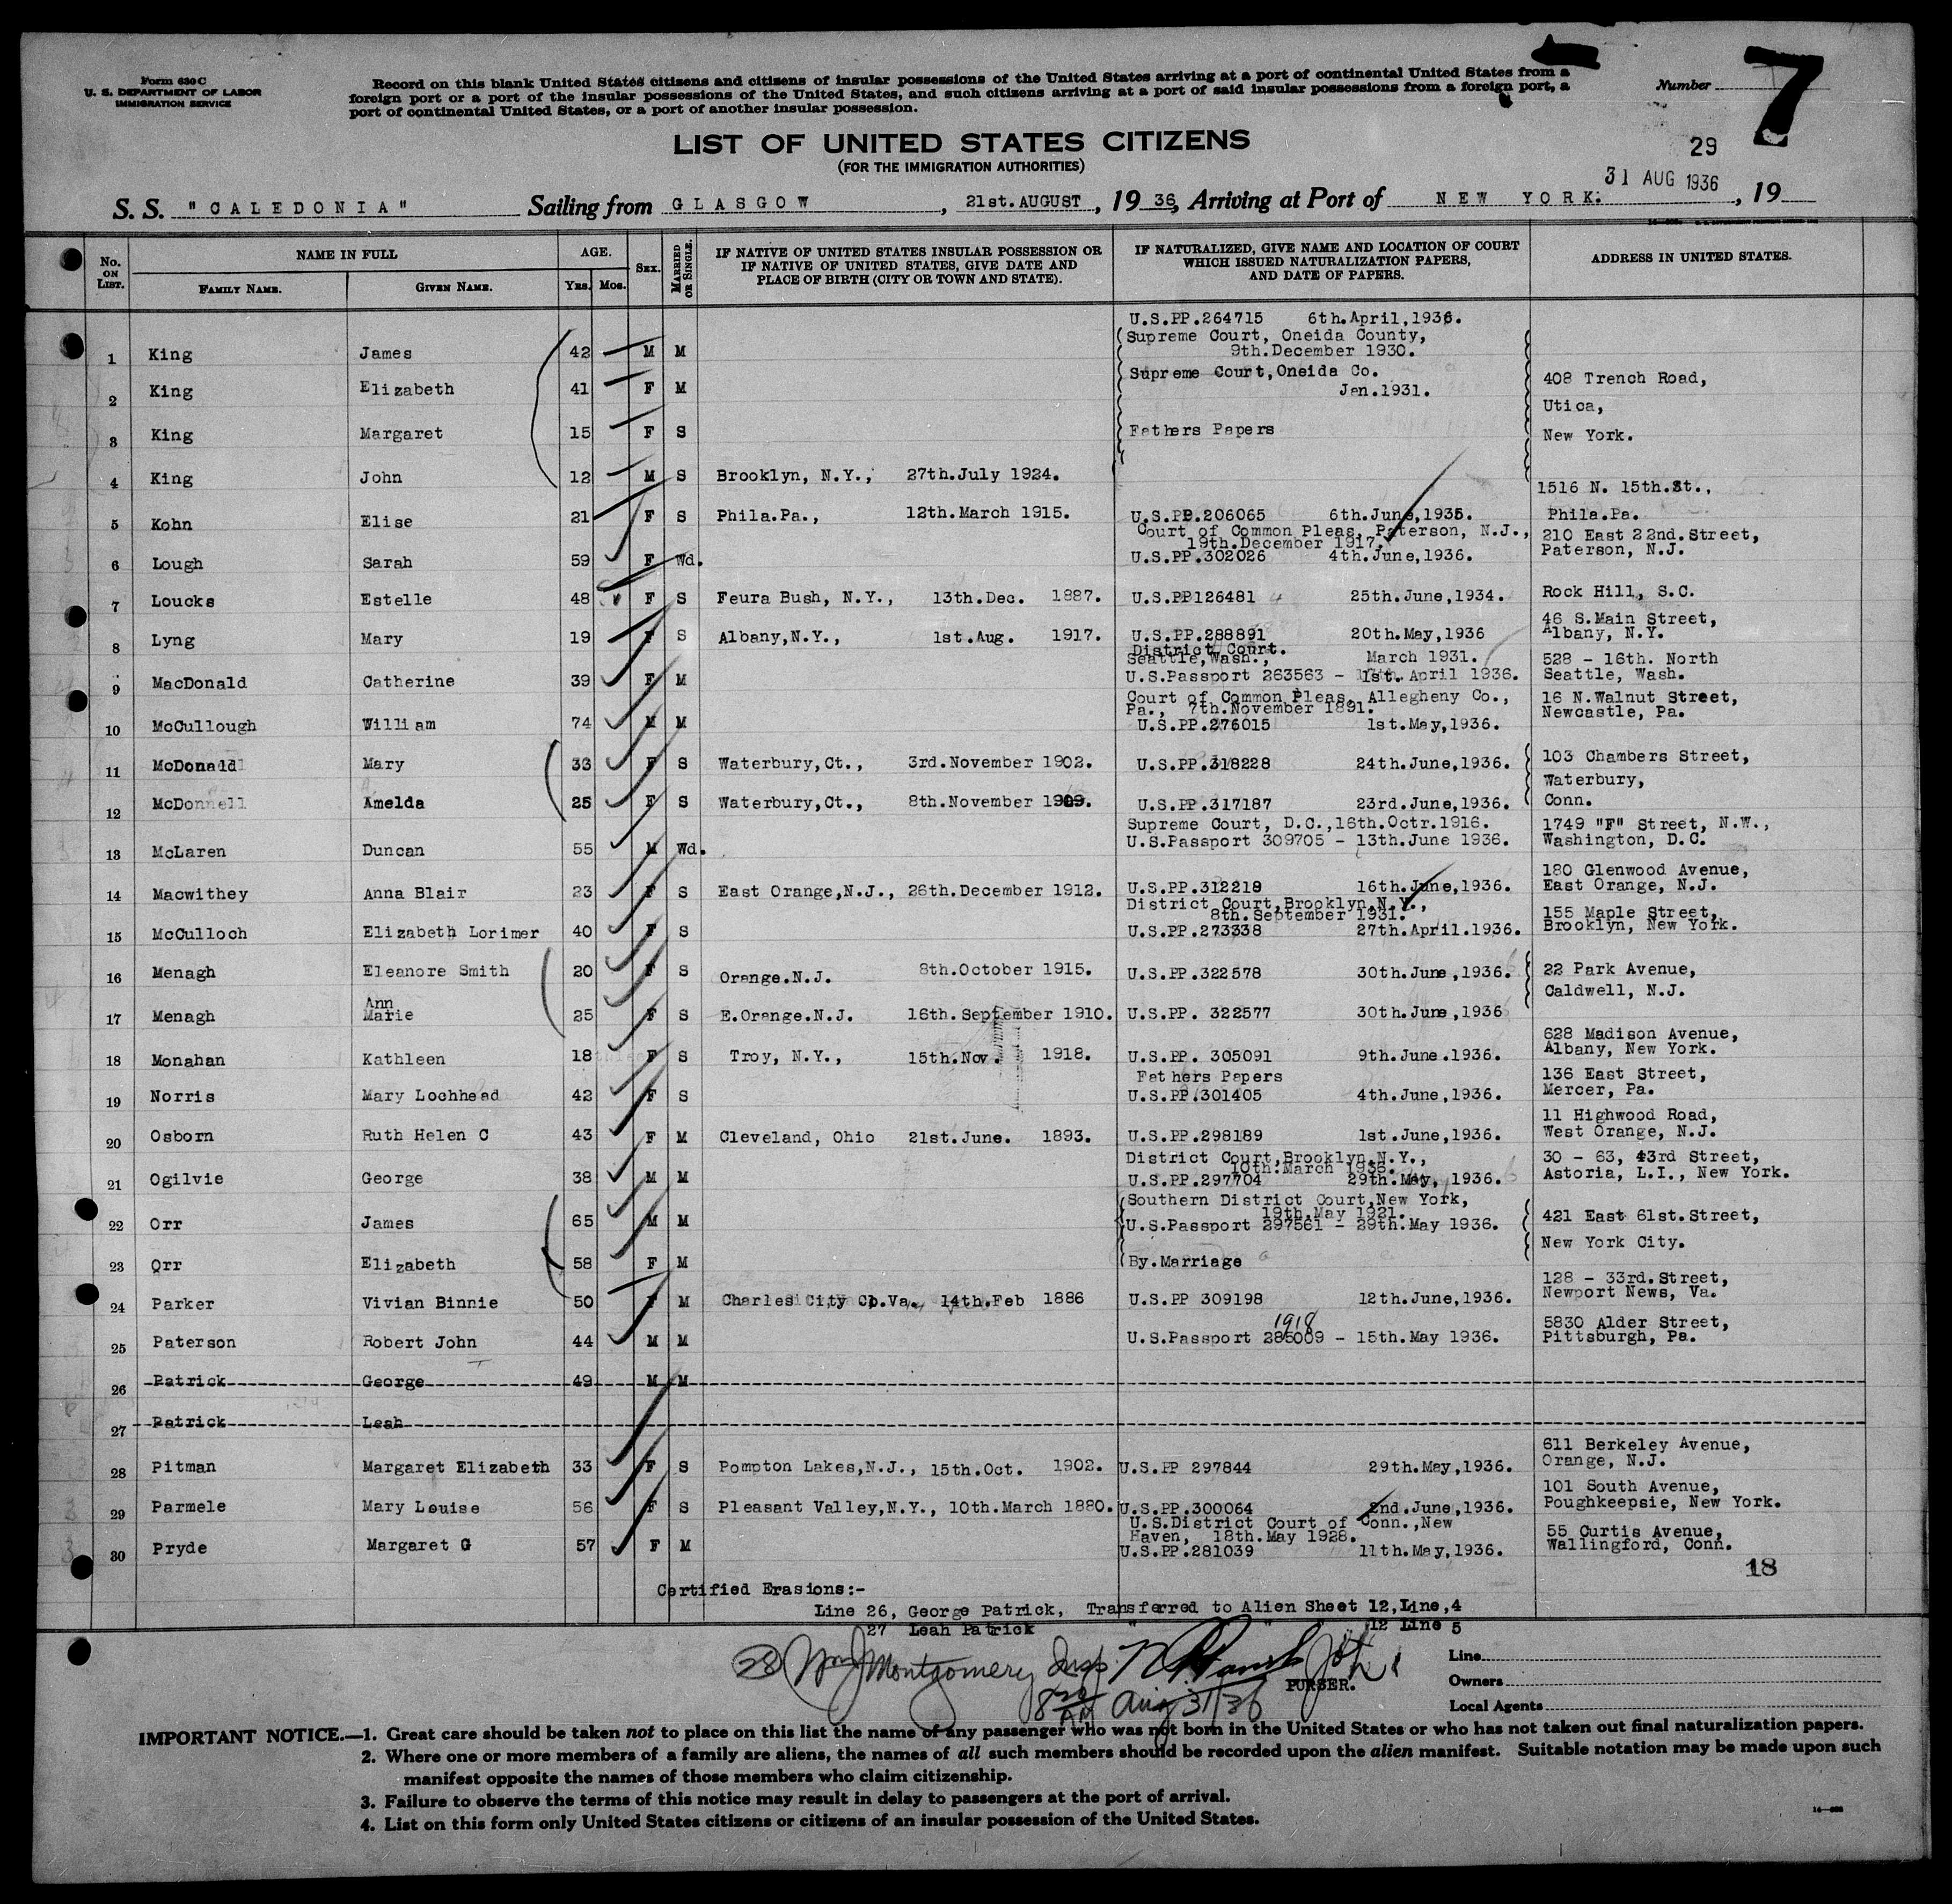 Form 630 C
U. S. DEPARTMENT OF LABOR
IMMIGRATION SERVICE
Record on this blank United States citizens and citizens of insular possessions of the United States arriving at a port of continental United States from a
foreign port or a port of the insular possessions of the United States, and such citizens arriving at a port of said insular possessions from a foreign port, a
port of continental United States, or a port of another insular possession.
Number 7
LIST OF UNITED STATES CITIZENS
(FOR THE IMMIGRATION AUTHORITIES)
29
31 AUG 1936
S. S. "CALEDONIA" Sailing from GLASGOW, 21st.AUGUST, 1936, Arriving at Port of NEW YORK. , 19
No. ON LIST. NAME IN FULL AGE. SEX. MARRIED OR SINGLE. IF NATIVE OF UNITED STATES INSULAR POSSESSION OR IF NATIVE OF UNITED STATES, GIVE DATE AND PLACE OF BIRTH (CITY OR TOWN AND STATE). IF NATURALIZED, GIVE NAME AND LOCATION OF COURT WHICH ISSUED NATURALIZATION PAPERS, AND DATE OF PAPERS. ADDRESS IN UNITED STATES.
FAMILY NAME. GIVEN NAME. YRS. MOS.
U.S.PP.264715 6th.April,1936.
1 King James 42 M M Supreme Court, Oneida County,
9th.December 1930.
2 King Elizabeth 41 F M Supreme Court,Oneida Co. 408 Trench Road,
Jan.1931. Utica,
3 King Margaret 15 F S Fathers Papers New York.
4 King John 12 M S Brooklyn, N.Y., 27th.July 1924.
1516 N. 15th.St.,
5 Kohn Elise 21 F S Phila.Pa., 12th.March 1915. U.S.PP.206065 6th.June,1935. Phila.Pa.
Court of Common Pleas, Paterson, N.J., 210 East 22nd.Street,
19th.December 1917. Paterson, N.J.
6 Lough Sarah 59 F Wd. U.S.PP.302026 4th.June,1936.
7 Loucks Estelle 48 F S Feura Bush, N.Y., 13th.Dec. 1887. U.S.PP126481 25th.June,1934. Rock Hill, S.C.
46 S.Main Street,
8 Lyng Mary 19 F S Albany,N.Y., 1st.Aug. 1917. U.S.PP.288891 20th.May,1936 Albany, N.Y.
District Court.
Seattle,Wash., March 1931. 528 - 16th. North
9 MacDonald Catherine 39 F M U.S.Passport 263563 - 1st. April 1936. Seattle, Wash.
Court of Common Pleas, Allegheny Co., 16 N.Walnut Street,
Pa., 7th.November 1891. Newcastle, Pa.
10 McCullough William 74 M M U.S.PP.276015 1st.May,1936.
11 McDonald Mary 33 F S Waterbury,Ct., 3rd.November 1902. U.S.PP.318228 24th.June,1936. 103 Chambers Street,
Waterbury,
12 McDonnell Amelda 25 F S Waterbury,Ct., 8th.November U.S.PP.317187 23rd.June,1936. Conn.
Supreme Court, D.C.,16th.Octr.1916. 1749 "F" Street, N.W.,
13 McLaren Duncan 55 M Wd. U.S.Passport 309705 - 13th.June 1936. Washington, D.C.
180 Glenwood Avenue,
14 Macwithey Anna Blair 23 F S East Orange,N.J., 26th.December 1912. U.S.PP.312219 16th.June,1936. East Orange, N.J.
District Court,Brooklyn,N.Y.,
8th.September 1931. 155 Maple Street,
15 McCulloch Elizabeth Lorimer 40 F S U.S.PP.273338 27th.April.1936. Brooklyn, New York.
16 Menagh Eleanore Smith 20 F S Orange.N.J. 8th.October 1915. U.S.PP.322578 30th.June,1936. 22 Park Avenue,
Caldwell, N.J.
Ann
17 Menagh Marie 25 F S E.Orange.N.J. 16th.September 1910. U.S.PP. 322577 30th.June,1936
628 Madison Avenue,
18 Monahan Kathleen 18 F S Troy, N.Y., 15th.Nov. 1918. U.S.PP. 305091 9th.June.1936. Albany, New York.
Fathers Papers 136 East Street,
19 Norris Mary Lochhead 42 F S U.S.PP.301405 4th.June,1936. Mercer, Pa.
11 Highwood Road,
20 Osborn Ruth Helen C 43 F M Cleveland, Ohio 21st.June. 1893. U.S.PP.298189 1st.June,1936. West Orange, N.J.
District Court,Brooklyn,N.Y., 30 - 63, 43rd Street,
10th.March 1936.
21 Ogilvie George 38 M M U.S.PP.297704 29th.May, 1936. Astoria, L.I., New York.
Southern District Court,New York,
19th.May 1921.
22 Orr James 65 M M U.S.Passport 297561 - 29th.May 1936. 421 East 61st.Street,
New York City.
23 Orr Elizabeth 58 F M By.Marriage
128 - 33rd.Street,
24 Parker Vivian Binnie 50 F M Charles City Co.Va. 14th.Feb 1886 U.S.PP 309198 12th.June,1936. Newport News, Va.
1918 5830 Alder Street,
25 Paterson Robert John 44 M M U.S.Passport 285009 - 15th.May 1936. Pittsburgh, Pa.
26 Patrick George 49 M M
27 Patrick Leah
611 Berkeley Avenue,
28 Pitman Margaret Elizabeth 33 F S Pompton Lakes,N.J., 15th.Oct. 1902. U.S.PP 297844 29th.May,1936. Orange, N.J.
101 South Avenue,
29 Parmele Mary Louise 56 F S Pleasant Valley,N.Y., 10th.March 1880. U.S.PP.300064 2nd.June,1936. Poughkeepsie, New York.
U.S.District Court of Conn.,New
Haven, 18th.May 1928. 55 Curtis Avenue,
30 Pryde Margaret G 57 F M U.S.PP.281039 11th.May,1936. Wallingford, Conn.
18
Certified Erasions:-
Line 26, George Patrick, Transferred to Alien Sheet 12,Line,4
27 Leah Patrick " " " " 12 Line 5
28 Wm J Montgomery Insp.
PURSER.
8 20 AM Aug 31/36
Line
Owners
Local Agents
IMPORTANT NOTICE.—1. Great care should be taken not to place on this list the name of any passenger who was not born in the United States or who has not taken out final naturalization papers.
2. Where one or more members of a family are aliens, the names of all such members should be recorded upon the alien manifest. Suitable notation may be made upon such
manifest opposite the names of those members who claim citizenship.
3. Failure to observe the terms of this notice may result in delay to passengers at the port of arrival.
4. List on this form only United States citizens or citizens of an insular possession of the United States.